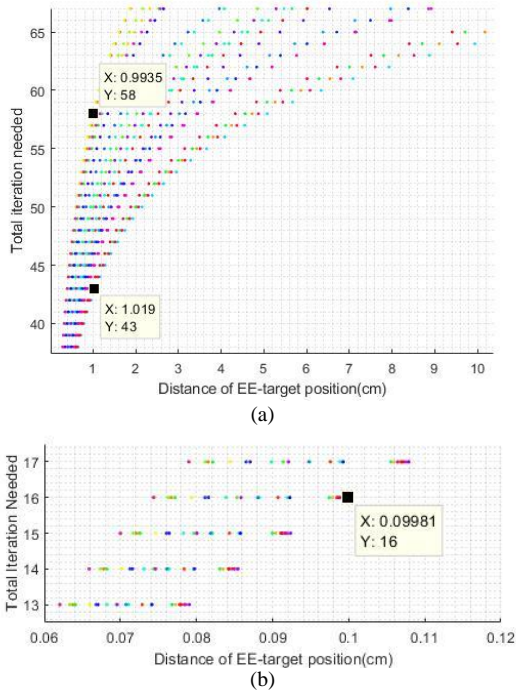 65
60
55
50
45
40
Total iteration needed
X: 0.9935
Y: 58
X: 1.019
Y: 43
1 2 3 4 5 6 7 8 9 10
Distance of EE-target position(cm)
(a)
17
16
15
14
13
Total Iteration Needed
X: 0.09981
Y: 16
0.06 0.07 0.08 0.09 0.1 0.11 0.12
Distance of EE-target position(cm)
(b)